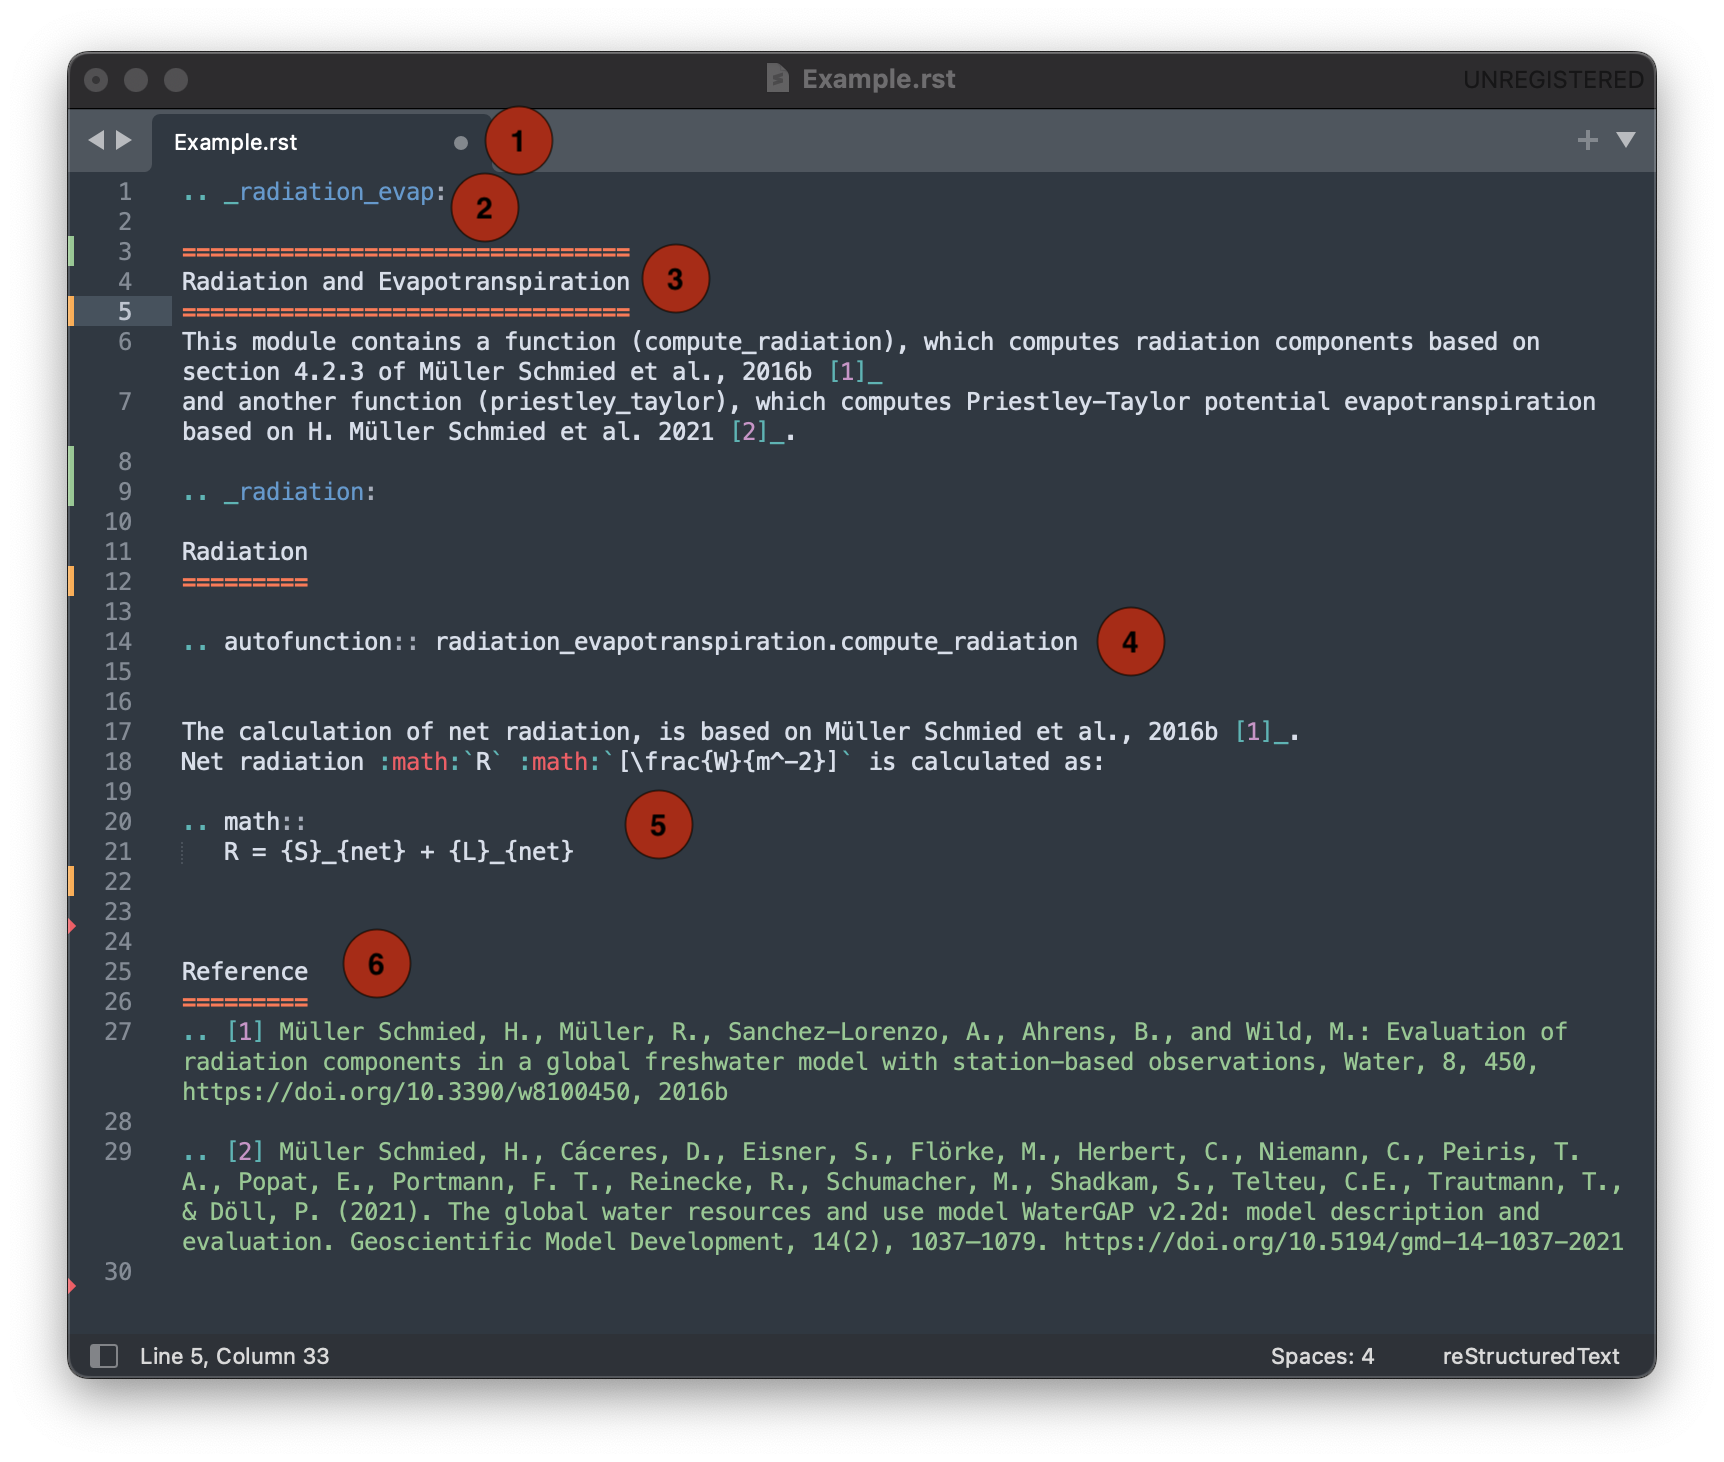 Example.rst
UNREGISTERED
Example.rst
1
1 .. _radiation_evap:
2
2
3 ================================
4 Radiation and Evapotranspiration
3
5 ================================
6 This module contains a function (compute_radiation), which computes radiation components based on
section 4.2.3 of Müller Schmied et al., 2016b [1]_
7 and another function (priestley_taylor), which computes Priestley–Taylor potential evapotranspiration
based on H. Müller Schmied et al. 2021 [2]_.
8
9 .. _radiation:
10
11 Radiation
12 =========
13
14 .. autofunction:: radiation_evapotranspiration.compute_radiation
4
15
16
17 The calculation of net radiation, is based on Müller Schmied et al., 2016b [1]_.
18 Net radiation :math:`R` :math:`[\frac{W}{m^-2}]` is calculated as:
19
20 .. math::
5
21 R = {S}_{net} + {L}_{net}
22
23
24
25 Reference
6
26 =========
27 .. [1] Müller Schmied, H., Müller, R., Sanchez-Lorenzo, A., Ahrens, B., and Wild, M.: Evaluation of
radiation components in a global freshwater model with station-based observations, Water, 8, 450,
https://doi.org/10.3390/w8100450, 2016b
28
29 .. [2] Müller Schmied, H., Cáceres, D., Eisner, S., Flörke, M., Herbert, C., Niemann, C., Peiris, T.
A., Popat, E., Portmann, F. T., Reinecke, R., Schumacher, M., Shadkam, S., Telteu, C.E., Trautmann, T.,
& Döll, P. (2021). The global water resources and use model WaterGAP v2.2d: model description and
evaluation. Geoscientific Model Development, 14(2), 1037–1079. https://doi.org/10.5194/gmd-14-1037-2021
30
Line 5, Column 33
Spaces: 4
reStructuredText